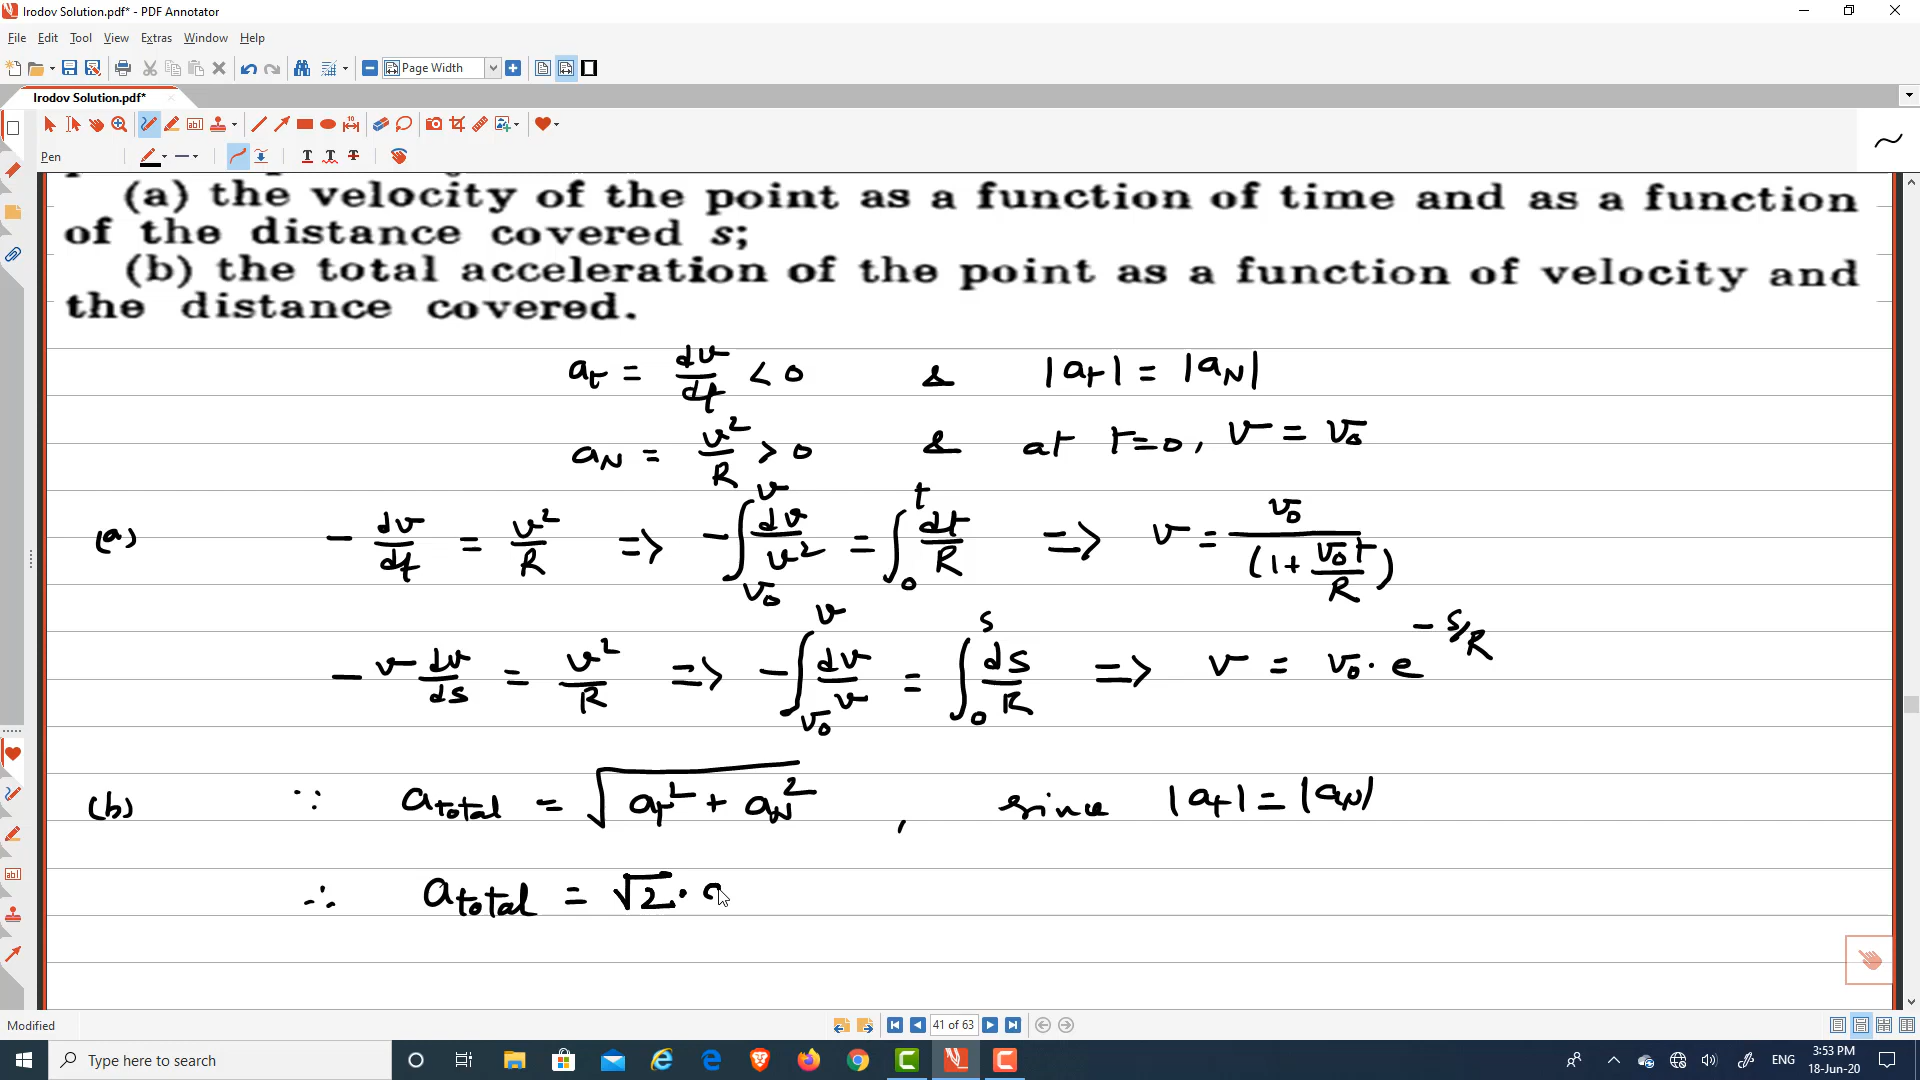 Irodov Solution.pdf* - PDF Annotator
File Edit Tool View Extras Window Help
Page Width
Irodov Solution.pdf*
Pen
(a) the velocity of the point as a function of time and as a function
of the distance covered s;
(b) the total acceleration of the point as a function of velocity and
the distance covered.
a_t = dv/dt < 0 & |a_t| = |a_N|
a_N = v²/R > 0 & at t=0, v = v₀
(a) - dv/dt = v²/R => -∫_{v₀}^{v} dv/v² = ∫_0^t dt/R => v = v₀/(1 + v₀t/R)
- v dv/ds = v²/R => -∫_{v₀}^{v} dv/v = ∫_0^s ds/R => v = v₀ · e^{- s/R}
(b) ∵ a_total = √(a_t² + a_N²) , since |a_t| = |a_N|
∴ a_total = √2 ·
Modified
41 of 63
Type here to search
ENG
3:53 PM
18-Jun-20